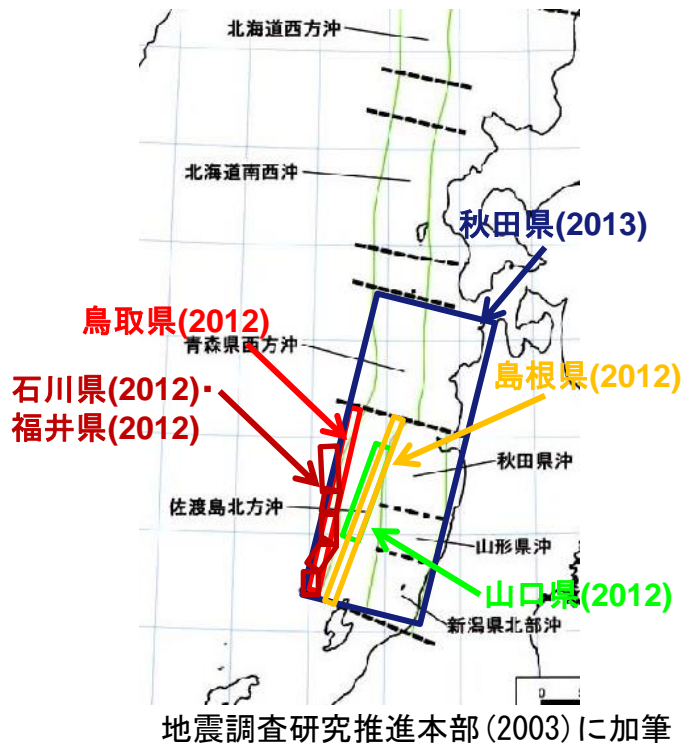 北海道西方沖
北海道南西沖
秋田県(2013)
鳥取県(2012)
青森県西方沖
島根県(2012)
石川県(2012)・
福井県(2012)
秋田県沖
佐渡島北方沖
山形県沖
山口県(2012)
新潟県北部沖
0
地震調査研究推進本部(2003)に加筆